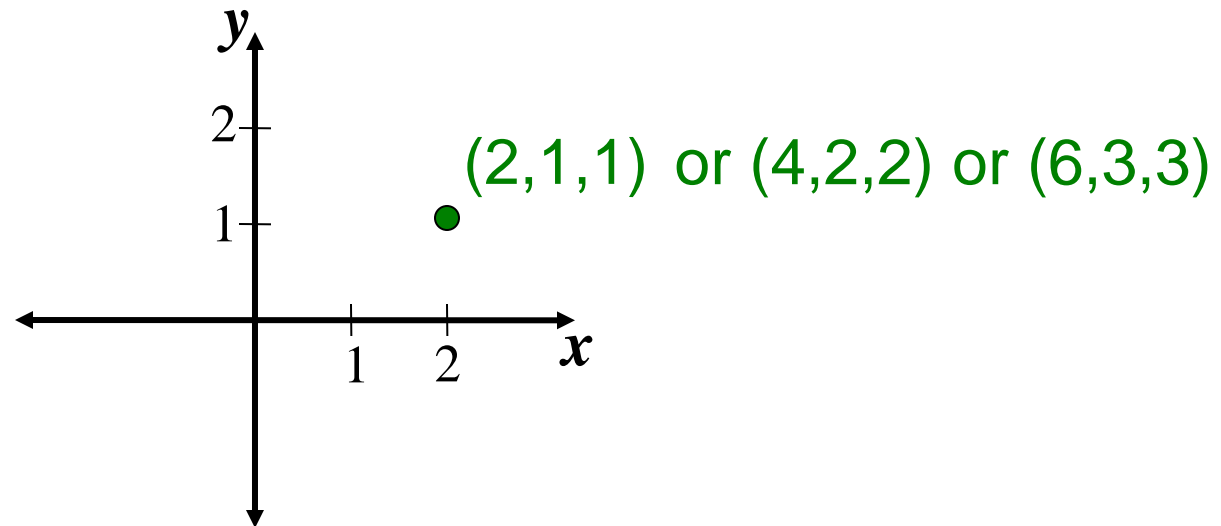 y
2
(2,1,1) or (4,2,2) or (6,3,3)
1
x
1 2